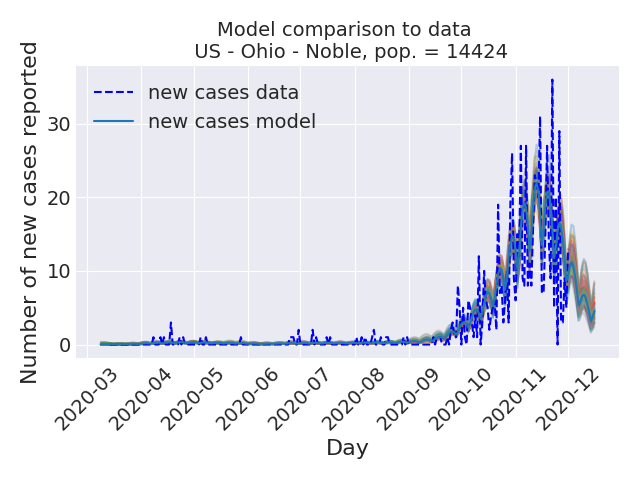 Model comparison to data
US - Ohio - Noble, pop. = 14424
Number of new cases reported
new cases data
new cases model
30
20
10
0
2020-03
2020-04
2020-05
2020-06
2020-07
2020-08
2020-09
2020-10
2020-11
2020-12
Day